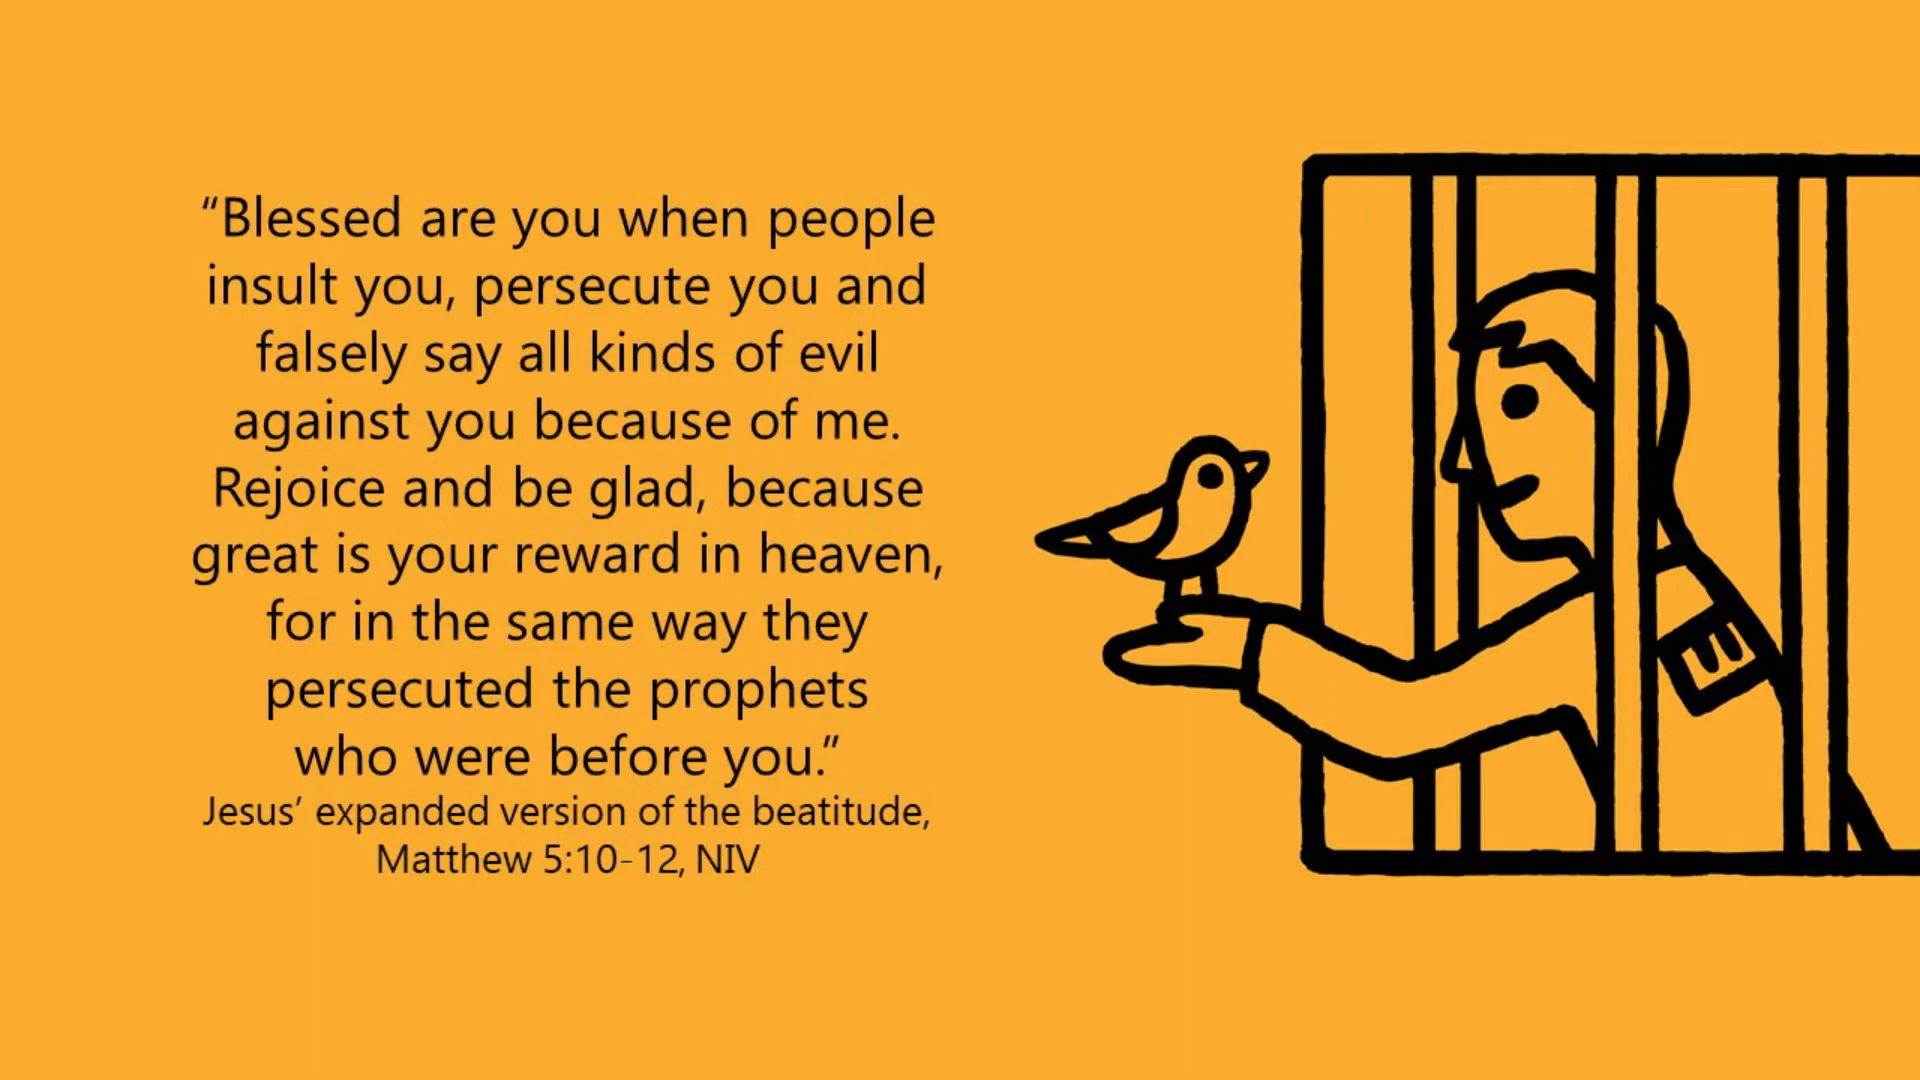 “Blessed are you when people
insult you, persecute you and
falsely say all kinds of evil
against you because of me.
Rejoice and be glad, because
great is your reward in heaven,
for in the same way they
persecuted the prophets
who were before you.”
Jesus’ expanded version of the beatitude,
Matthew 5:10-12, NIV